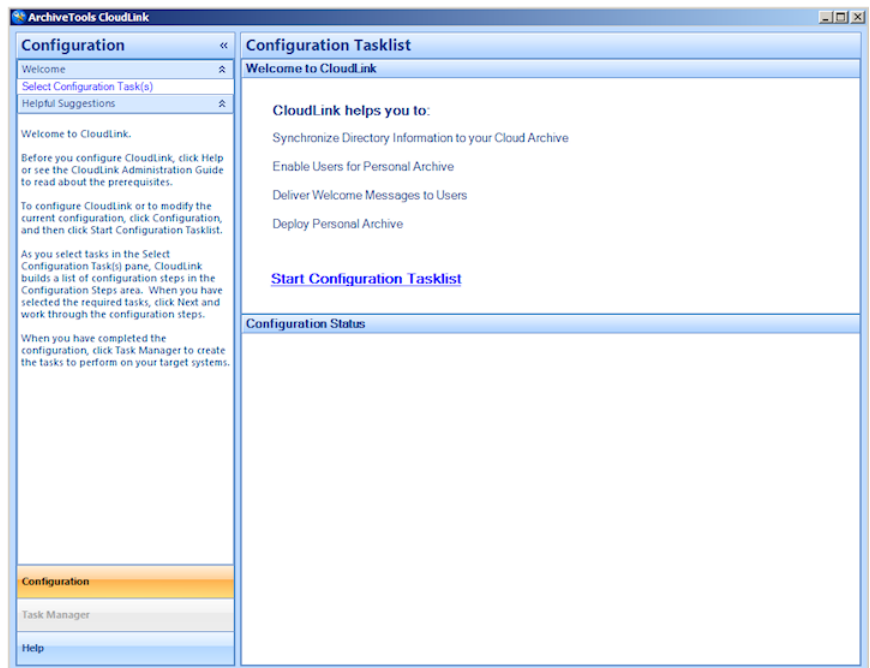 ArchiveTools CloudLink
Configuration «
Welcome
Select Configuration Task(s)
Helpful Suggestions
Welcome to CloudLink.
Before you configure CloudLink, click Help
or see the CloudLink Administration Guide
to read about the prerequisites.
To configure CloudLink or to modify the
current configuration, click Configuration,
and then click Start Configuration Tasklist.
As you select tasks in the Select
Configuration Task(s) pane, CloudLink
builds a list of configuration steps in the
Configuration Steps area. When you have
selected the required tasks, click Next and
work through the configuration steps.
When you have completed the
configuration, click Task Manager to create
the tasks to perform on your target systems.
Configuration
Task Manager
Help
Configuration Tasklist
Welcome to CloudLink
CloudLink helps you to:
Synchronize Directory Information to your Cloud Archive
Enable Users for Personal Archive
Deliver Welcome Messages to Users
Deploy Personal Archive
Start Configuration Tasklist
Configuration Status